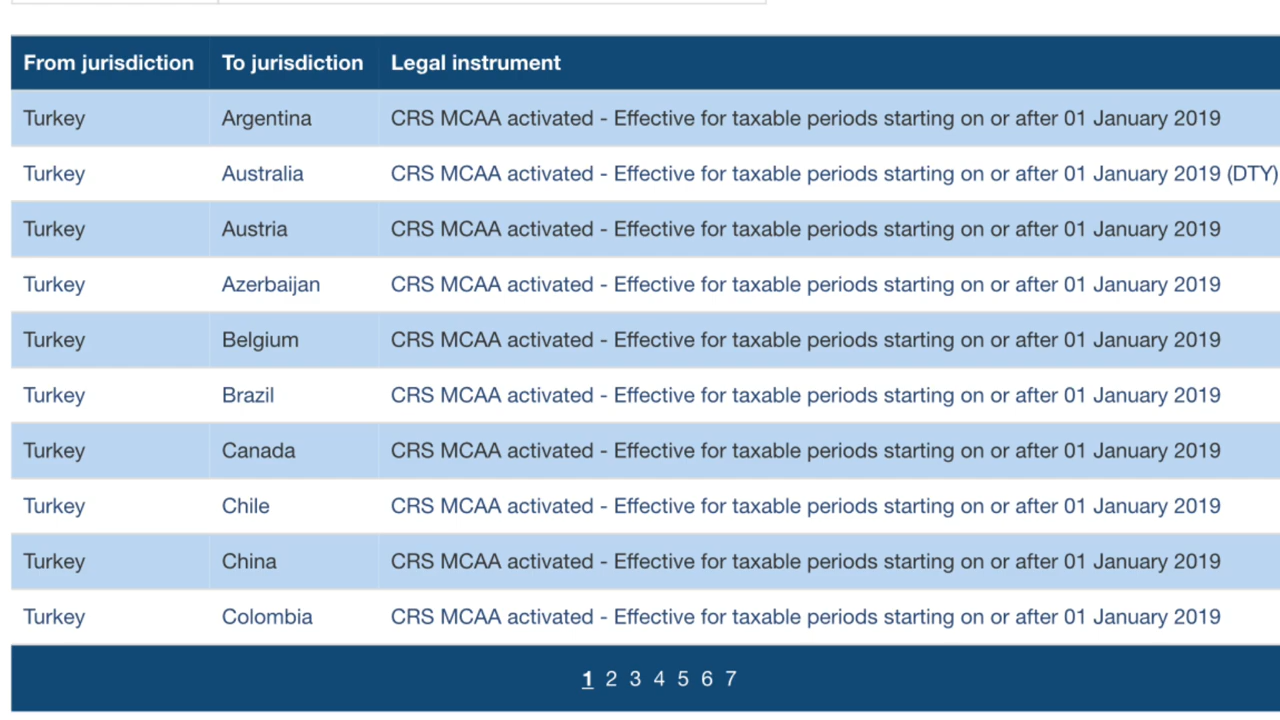 From jurisdiction To jurisdiction Legal instrument
Turkey Argentina CRS MCAA activated - Effective for taxable periods starting on or after 01 January 2019
Turkey Australia CRS MCAA activated - Effective for taxable periods starting on or after 01 January 2019 (DTY)
Turkey Austria CRS MCAA activated - Effective for taxable periods starting on or after 01 January 2019
Turkey Azerbaijan CRS MCAA activated - Effective for taxable periods starting on or after 01 January 2019
Turkey Belgium CRS MCAA activated - Effective for taxable periods starting on or after 01 January 2019
Turkey Brazil CRS MCAA activated - Effective for taxable periods starting on or after 01 January 2019
Turkey Canada CRS MCAA activated - Effective for taxable periods starting on or after 01 January 2019
Turkey Chile CRS MCAA activated - Effective for taxable periods starting on or after 01 January 2019
Turkey China CRS MCAA activated - Effective for taxable periods starting on or after 01 January 2019
Turkey Colombia CRS MCAA activated - Effective for taxable periods starting on or after 01 January 2019
1 2 3 4 5 6 7